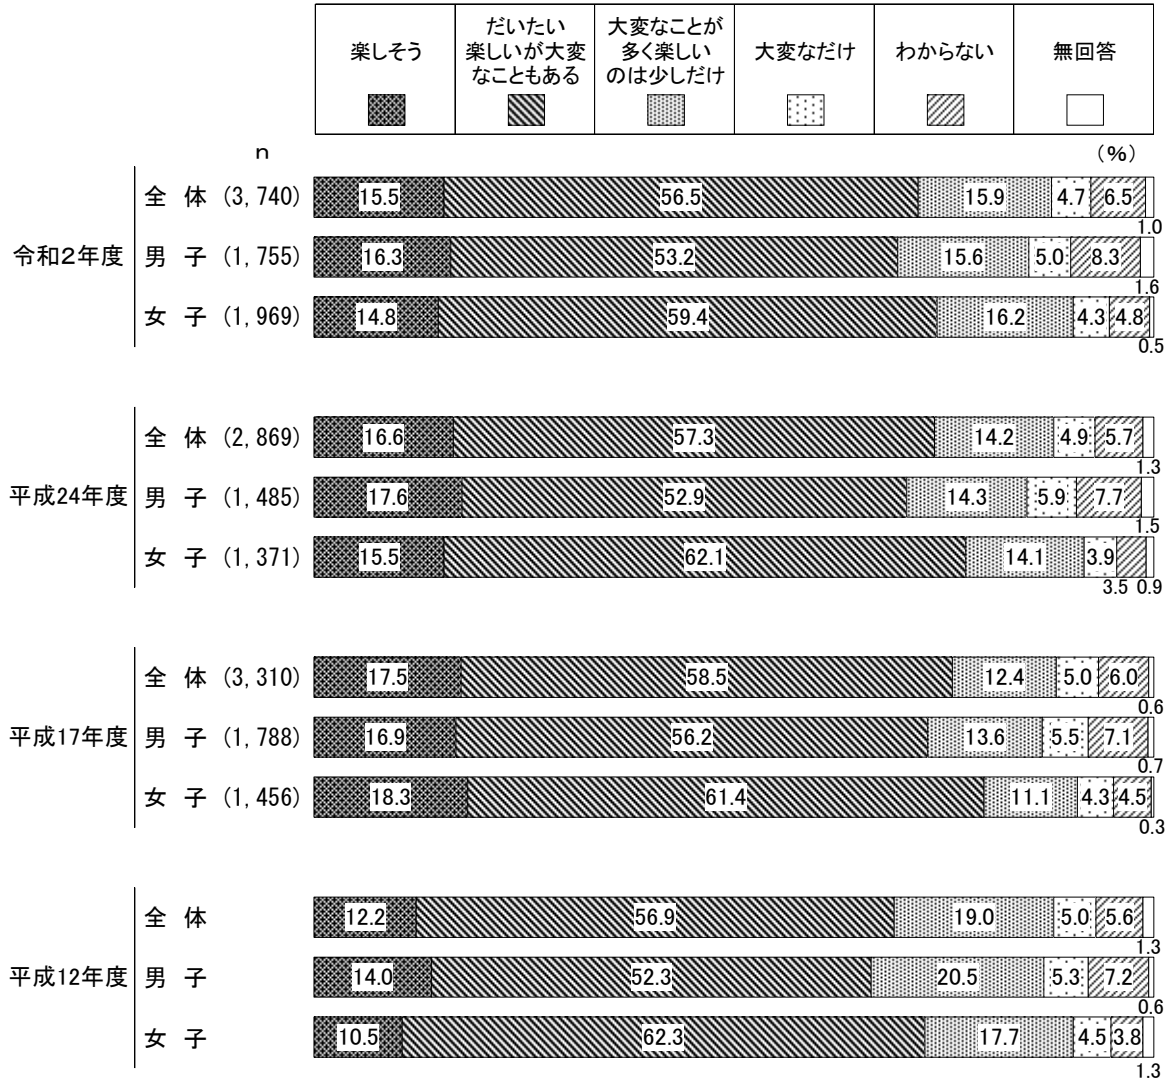 楽しそう
だいたい
楽しいが大変
なこともある
大変なことが
多く楽しい
のは少しだけ
大変なだけ
わからない
無回答
n
(%)
令和2年度
全 体 (3,740) 15.5 56.5 15.9 4.7 6.5 1.0
男 子 (1,755) 16.3 53.2 15.6 5.0 8.3 1.6
女 子 (1,969) 14.8 59.4 16.2 4.3 4.8 0.5
平成24年度
全 体 (2,869) 16.6 57.3 14.2 4.9 5.7 1.3
男 子 (1,485) 17.6 52.9 14.3 5.9 7.7 1.5
女 子 (1,371) 15.5 62.1 14.1 3.9 3.5 0.9
平成17年度
全 体 (3,310) 17.5 58.5 12.4 5.0 6.0 0.6
男 子 (1,788) 16.9 56.2 13.6 5.5 7.1 0.7
女 子 (1,456) 18.3 61.4 11.1 4.3 4.5 0.3
平成12年度
全 体 12.2 56.9 19.0 5.0 5.6 1.3
男 子 14.0 52.3 20.5 5.3 7.2 0.6
女 子 10.5 62.3 17.7 4.5 3.8 1.3